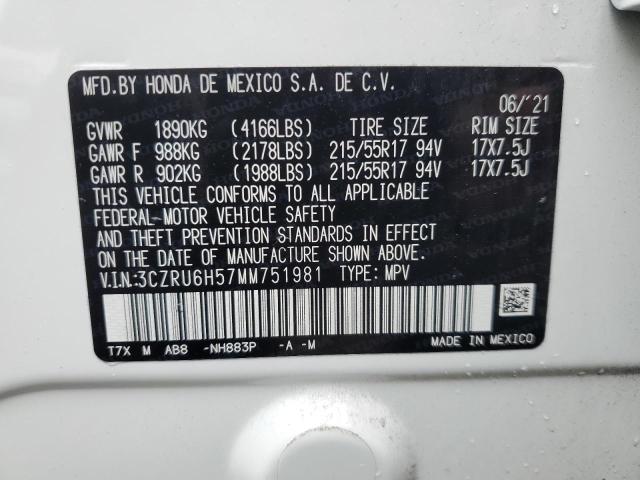 MFD.BY HONDA DE MEXICO S.A. DE C.V.
06/'21
GVWR 1890KG (4166LBS) TIRE SIZE RIM SIZE
GAWR F 988KG (2178LBS) 215/55R17 94V 17X7.5J
GAWR R 902KG (1988LBS) 215/55R17 94V 17X7.5J
THIS VEHICLE CONFORMS TO ALL APPLICABLE
FEDERAL-MOTOR VEHICLE SAFETY
AND THEFT PREVENTION STANDARDS IN EFFECT
ON THE DATE OF MANUFACTURE SHOWN ABOVE.
V.I.N.:3CZRU6H57MM751981 TYPE: MPV
T7X M AB8 -NH883P -A -M
MADE IN MEXICO